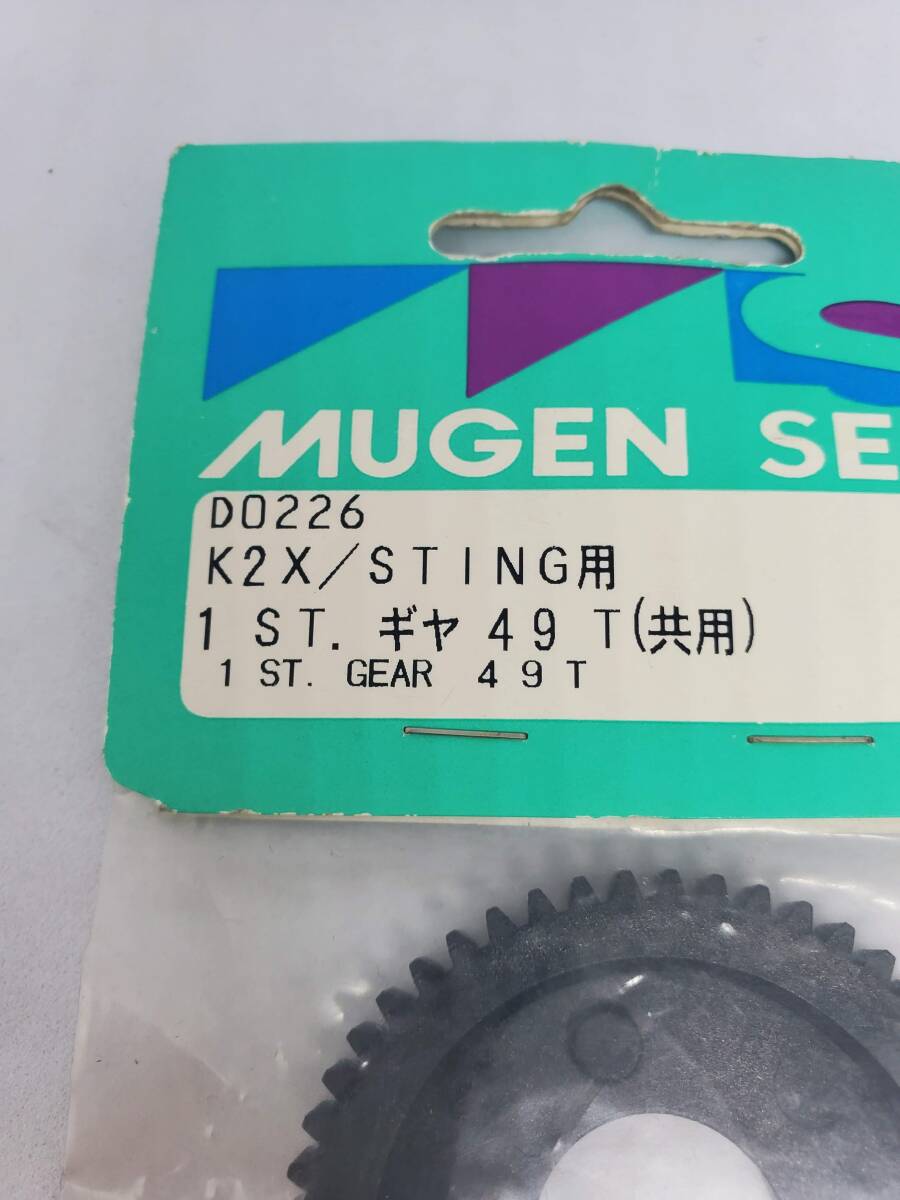 MUGEN SE
D0226
K2X/STING用
1 ST. ギヤ 49 T(共用)
1 ST. GEAR 49T